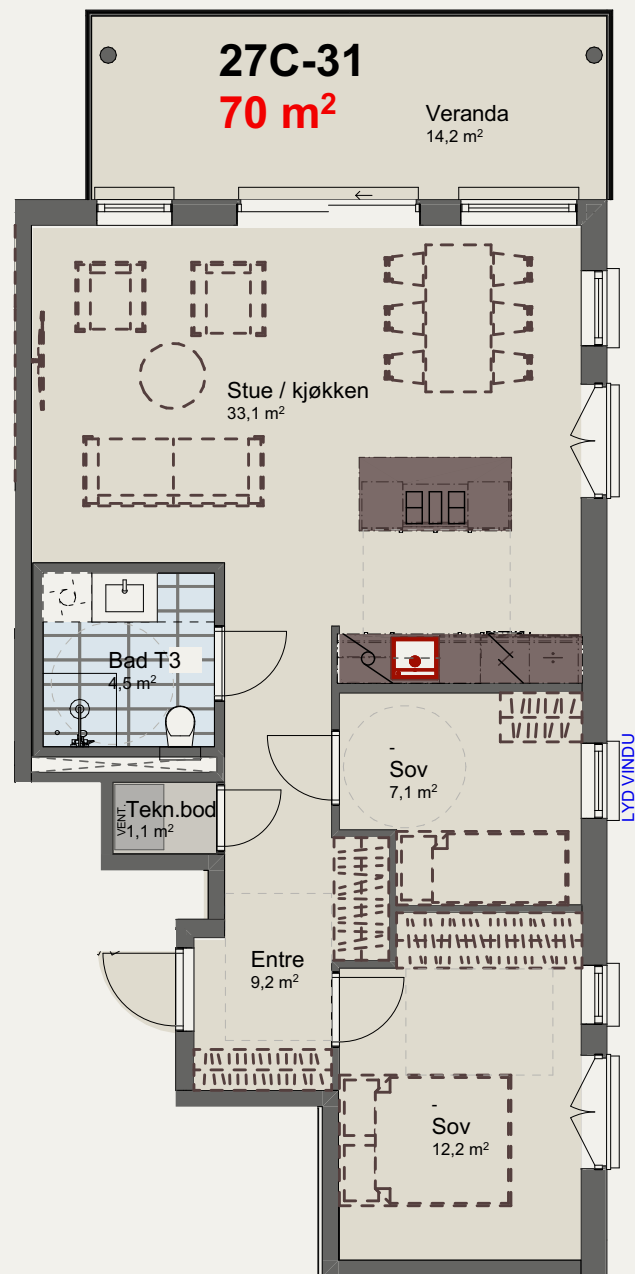 27C-31
70 m²
Veranda
14,2 m²
Stue / kjøkken
33,1 m²
Bad T3
4,5 m²
-
Sov
7,1 m²
LYD VINDU
VENT.
Tekn.bod
1,1 m²
Entre
9,2 m²
-
Sov
12,2 m²